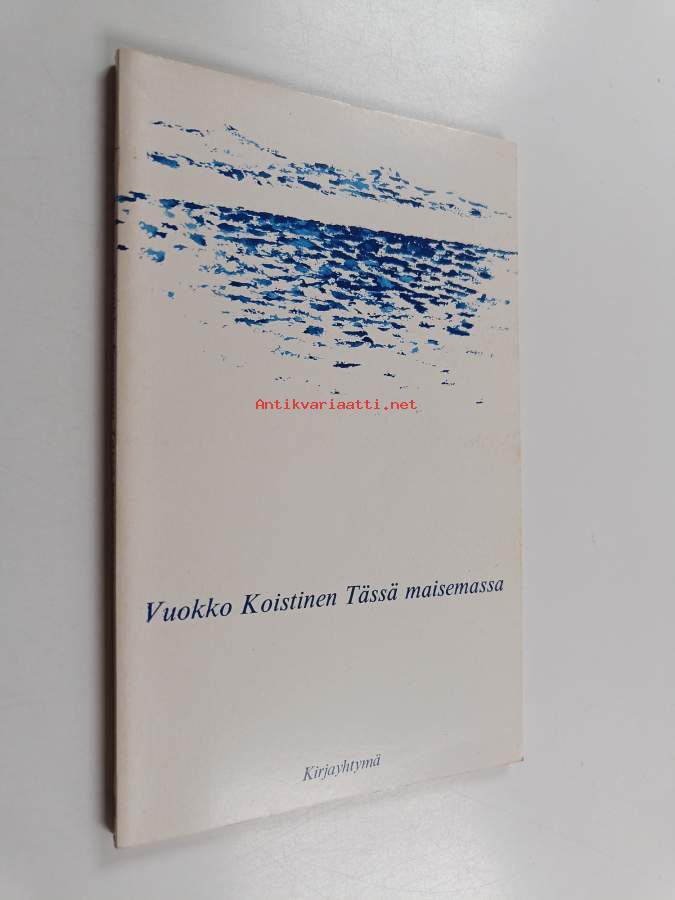 Antikvariaatti.net
Vuokko Koistinen Tässä maisemassa
Kirjayhtymä